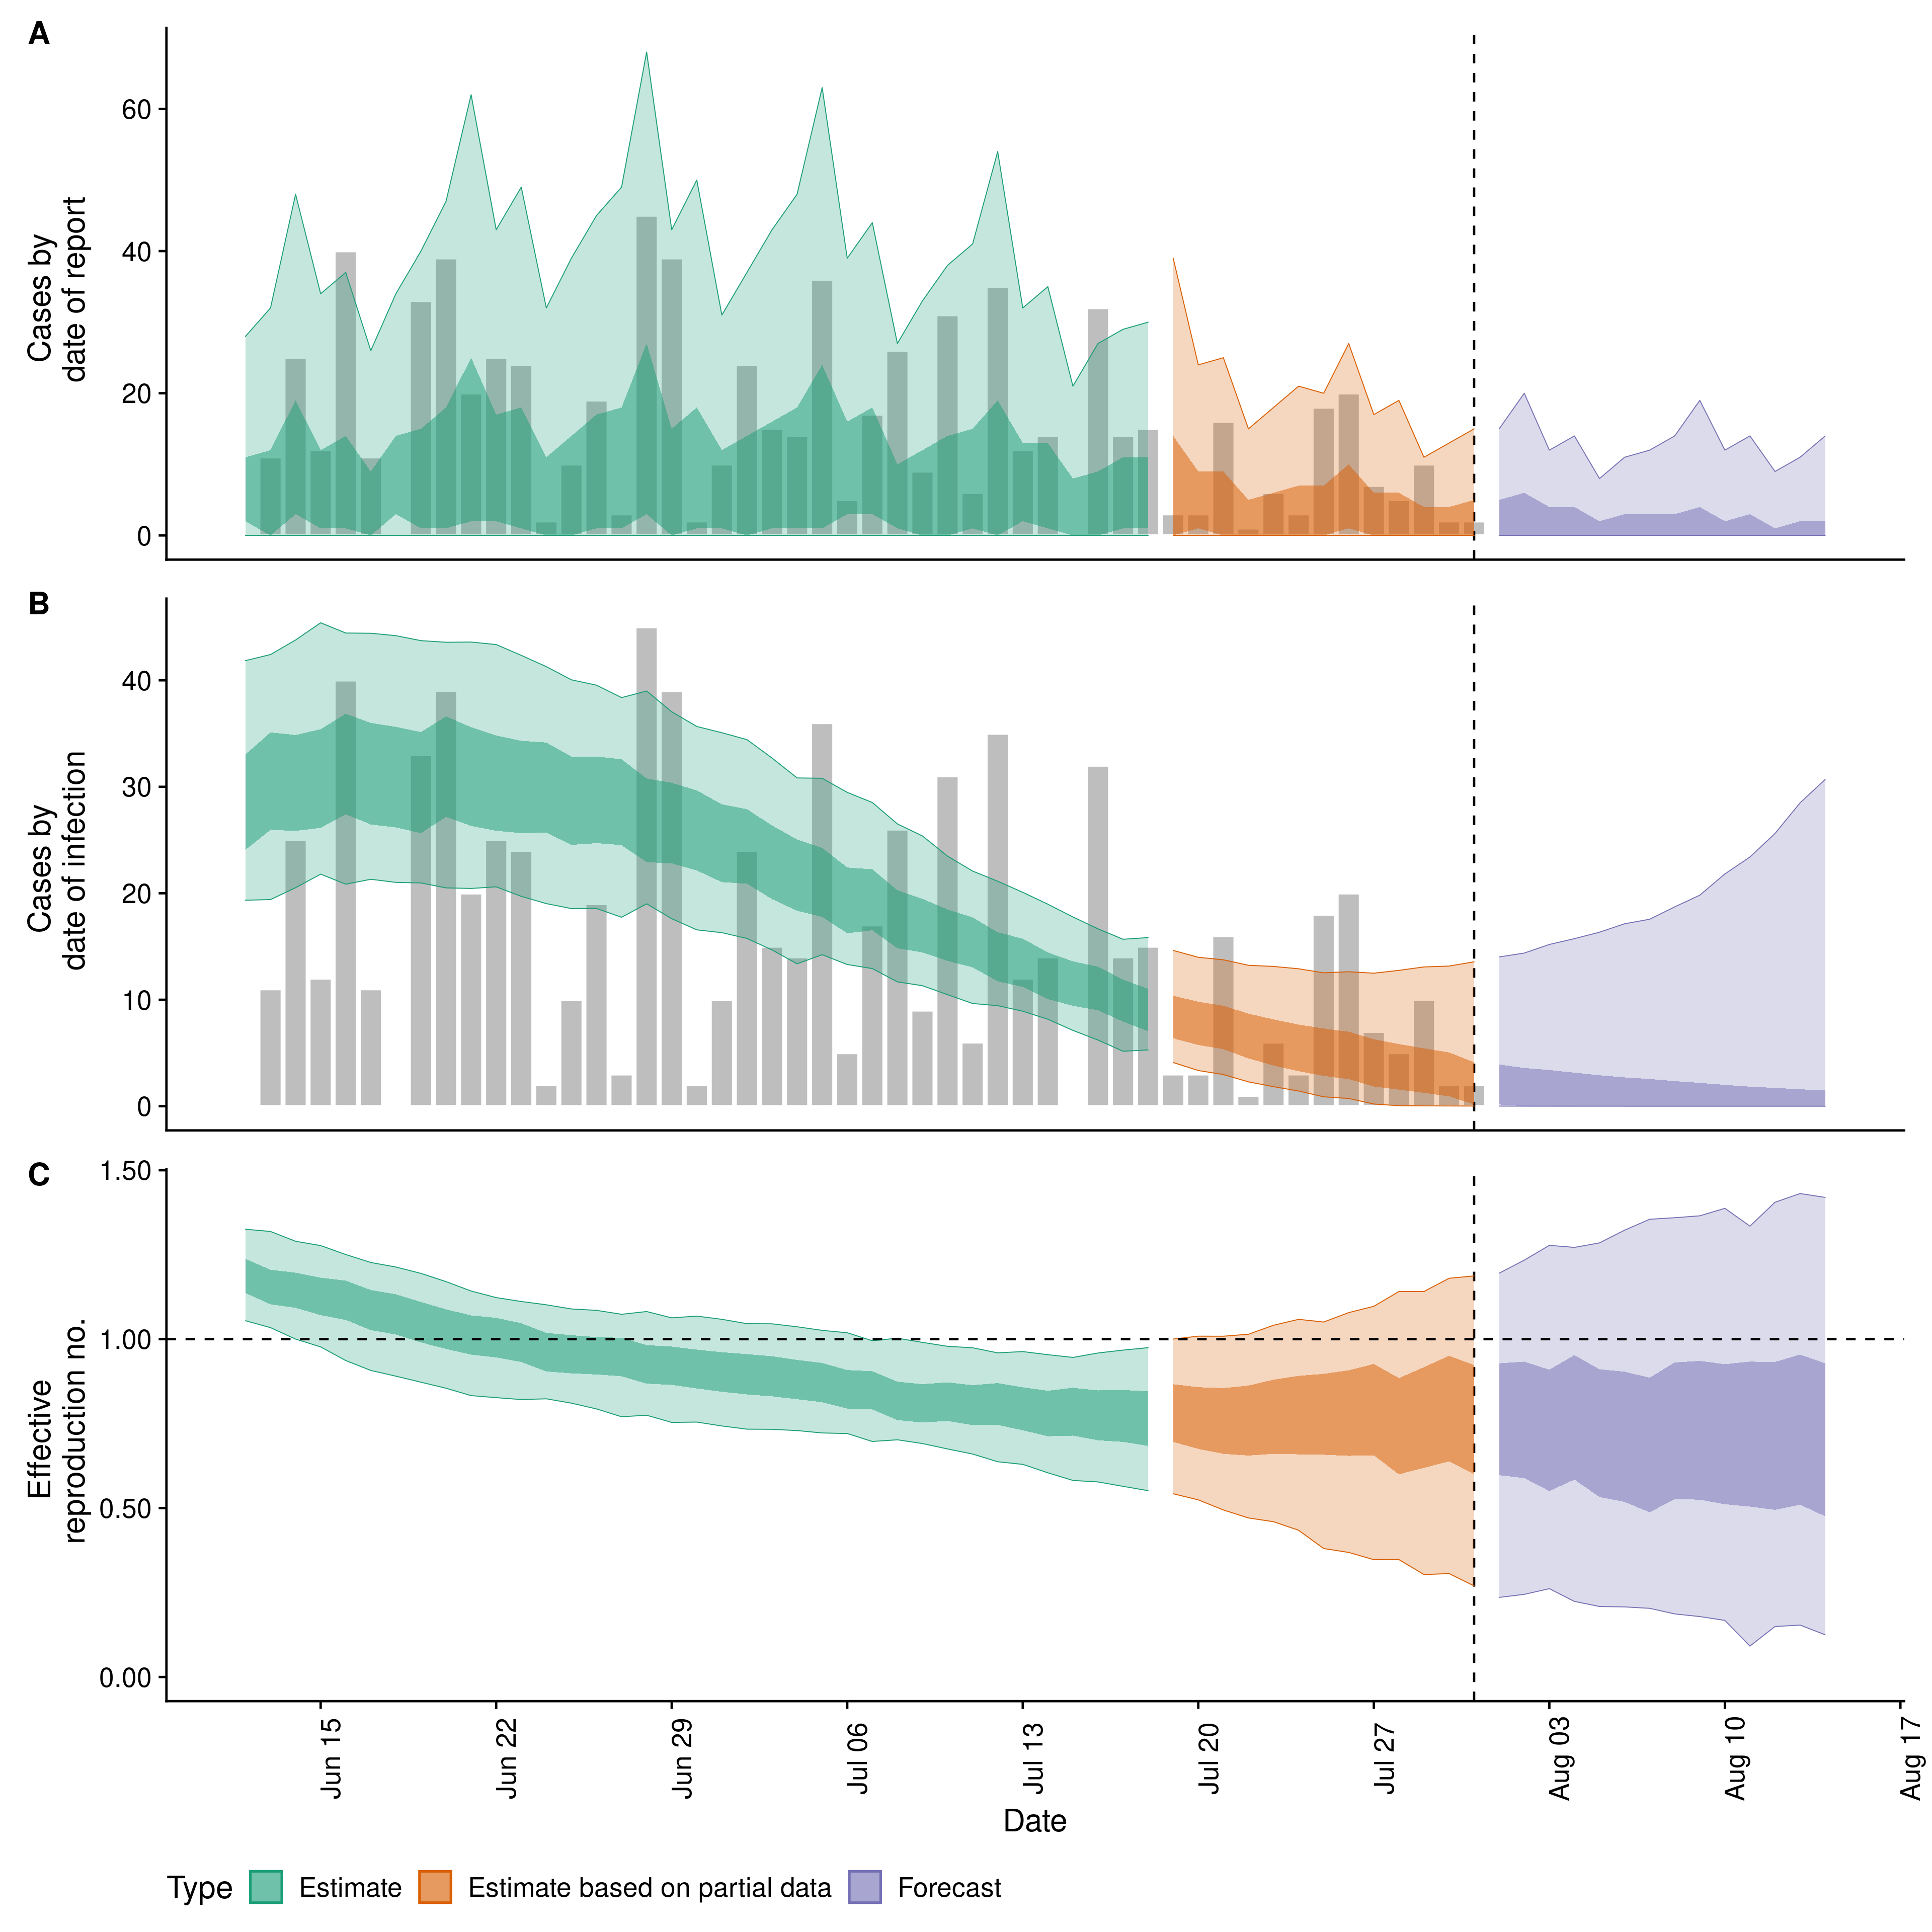 A
Cases by
date of report
60
40
20
0
B
Cases by
date of infection
40
30
20
10
0
C
Effective
reproduction no.
1.50
1.00
0.50
0.00
Jun 15
Jun 22
Jun 29
Jul 06
Jul 13
Jul 20
Jul 27
Aug 03
Aug 10
Aug 17
Date
Type Estimate Estimate based on partial data Forecast